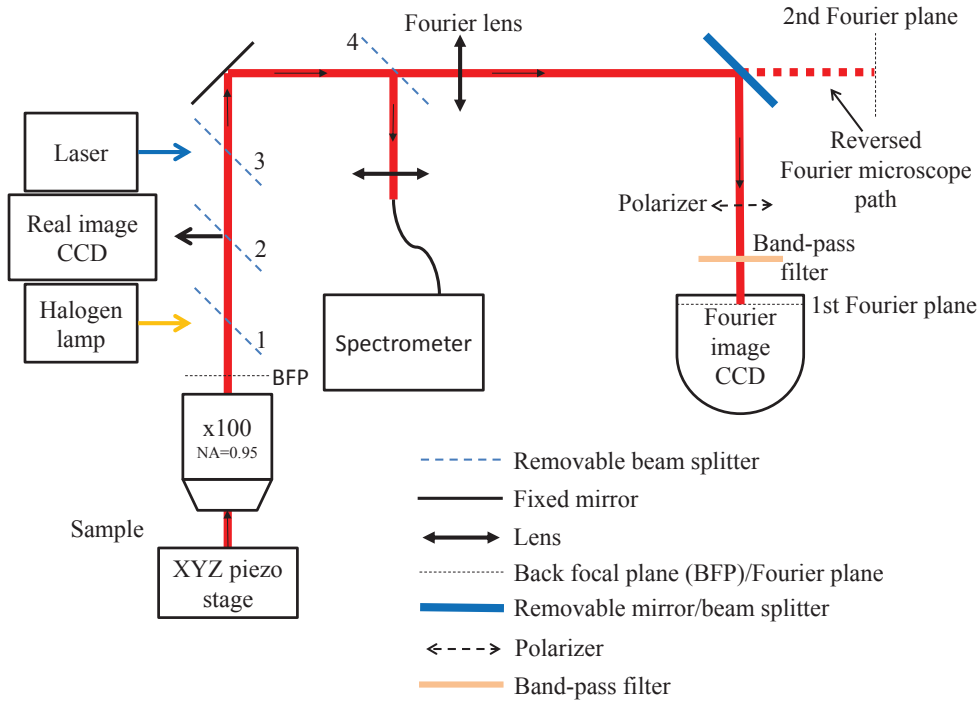 2nd Fourier plane
Fourier lens
4
Laser
3
Reversed
Fourier microscope
path
Real image
CCD
2
Polarizer
Band-pass
filter
Halogen
lamp
1
1st Fourier plane
Spectrometer
Fourier
image
CCD
BFP
x100
NA=0.95
Removable beam splitter
Fixed mirror
Sample
Lens
XYZ piezo
stage
Back focal plane (BFP)/Fourier plane
Removable mirror/beam splitter
Polarizer
Band-pass filter